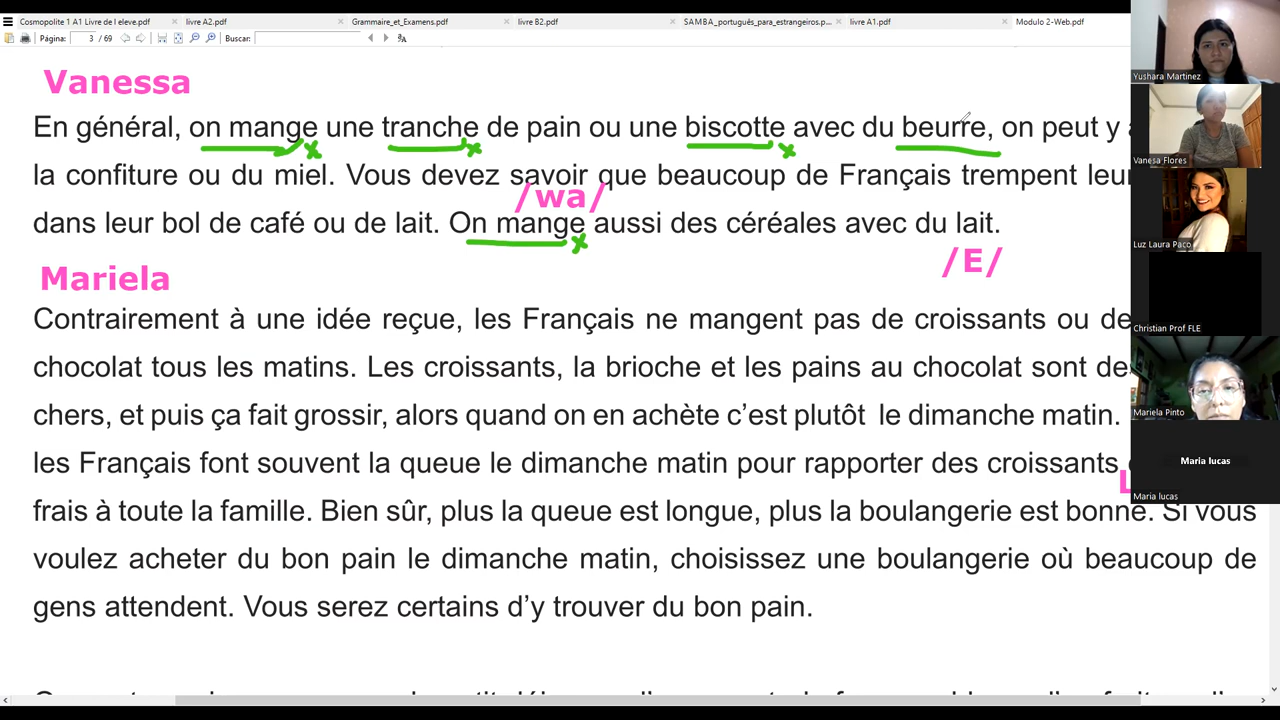 Cosmopolite 1 A1 Livre de l eleve.pdf × livre A2.pdf × Grammaire_et_Examens.pdf × livre B2.pdf × SAMBA_português_para_estrangeiros.p... × livre A1.pdf × Modulo 2-Web.pdf
Página: 3 / 69 Buscar:
Vanessa
En général, on mange une tranche de pain ou une biscotte avec du beurre, on peut y
la confiture ou du miel. Vous devez savoir que beaucoup de Français trempent leur
/wa/
dans leur bol de café ou de lait. On mange aussi des céréales avec du lait.
/E/
Mariela
Contrairement à une idée reçue, les Français ne mangent pas de croissants ou de
chocolat tous les matins. Les croissants, la brioche et les pains au chocolat sont
chers, et puis ça fait grossir, alors quand on en achète c’est plutôt le dimanche matin.
les Français font souvent la queue le dimanche matin pour rapporter des croissants
frais à toute la famille. Bien sûr, plus la queue est longue, plus la boulangerie est bonne. Si vous
voulez acheter du bon pain le dimanche matin, choisissez une boulangerie où beaucoup de
gens attendent. Vous serez certains d’y trouver du bon pain.
Yushara Martinez
Vanesa Flores
Luz Laura Paco
Christian Prof FLE
Mariela Pinto
Maria lucas
Maria lucas